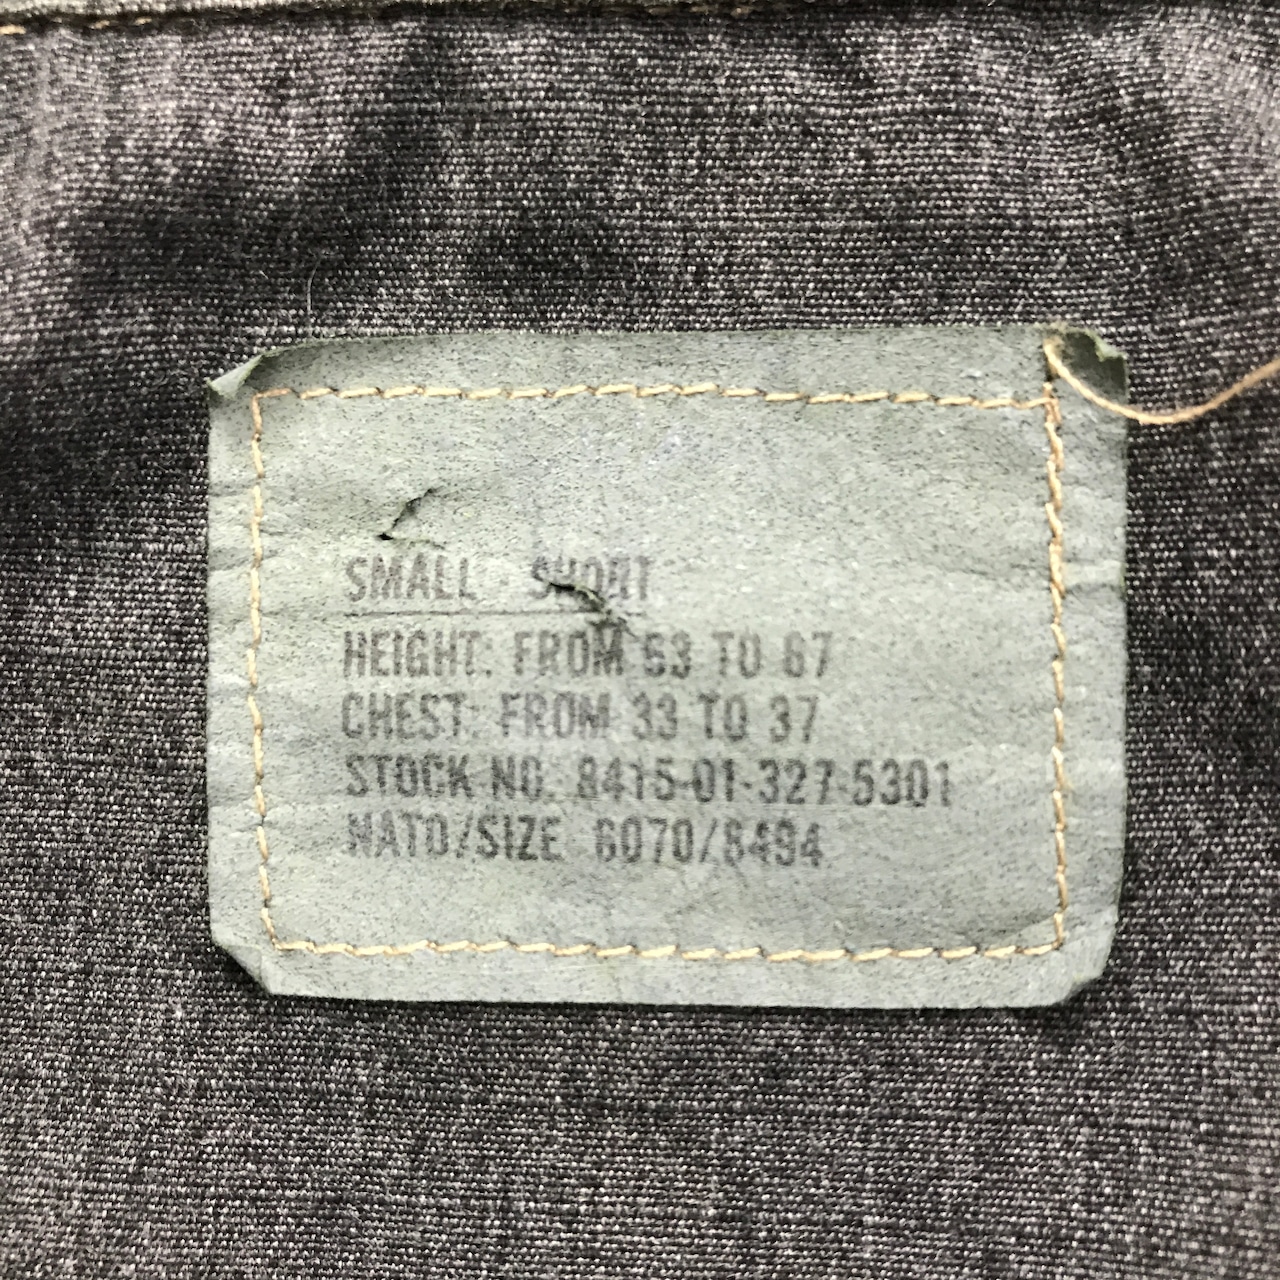 SMALL - SHORT
HEIGHT: FROM 63 TO 67
CHEST: FROM 33 TO 37
STOCK NO. 8415-01-327-5301
NATO/SIZE 6070/8494